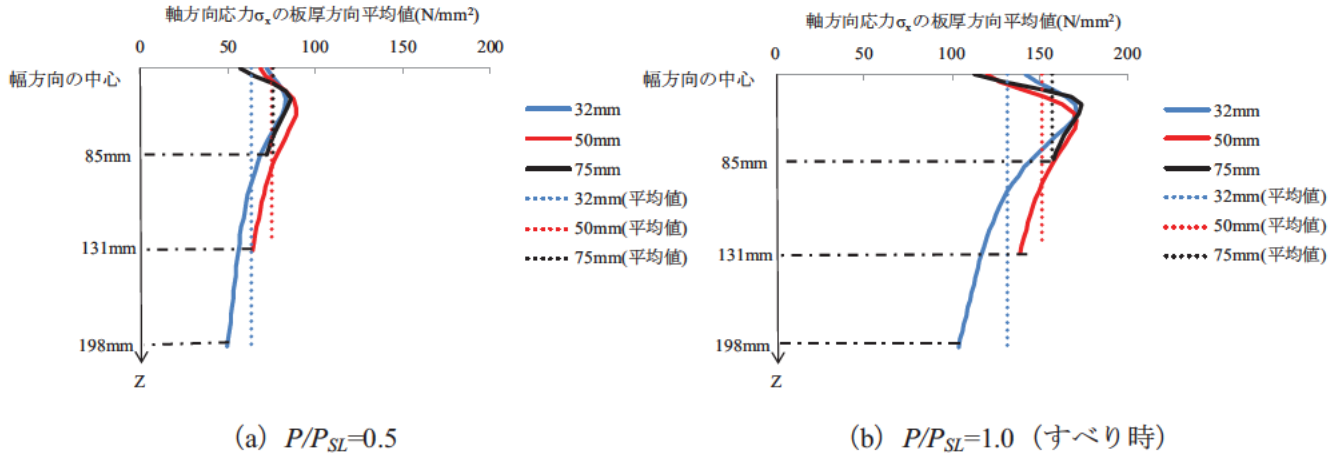 軸方向応力σxの板厚方向平均値(N/mm²)
0 50 100 150 200
幅方向の中心
85mm
131mm
198mm
Z
32mm
50mm
75mm
32mm(平均値)
50mm(平均値)
75mm(平均値)
(a) P/PSL=0.5
軸方向応力σxの板厚方向平均値(N/mm²)
0 50 100 150 200
幅方向の中心
85mm
131mm
198mm
Z
32mm
50mm
75mm
32mm(平均値)
50mm(平均値)
75mm(平均値)
(b) P/PSL=1.0 (すべり時)